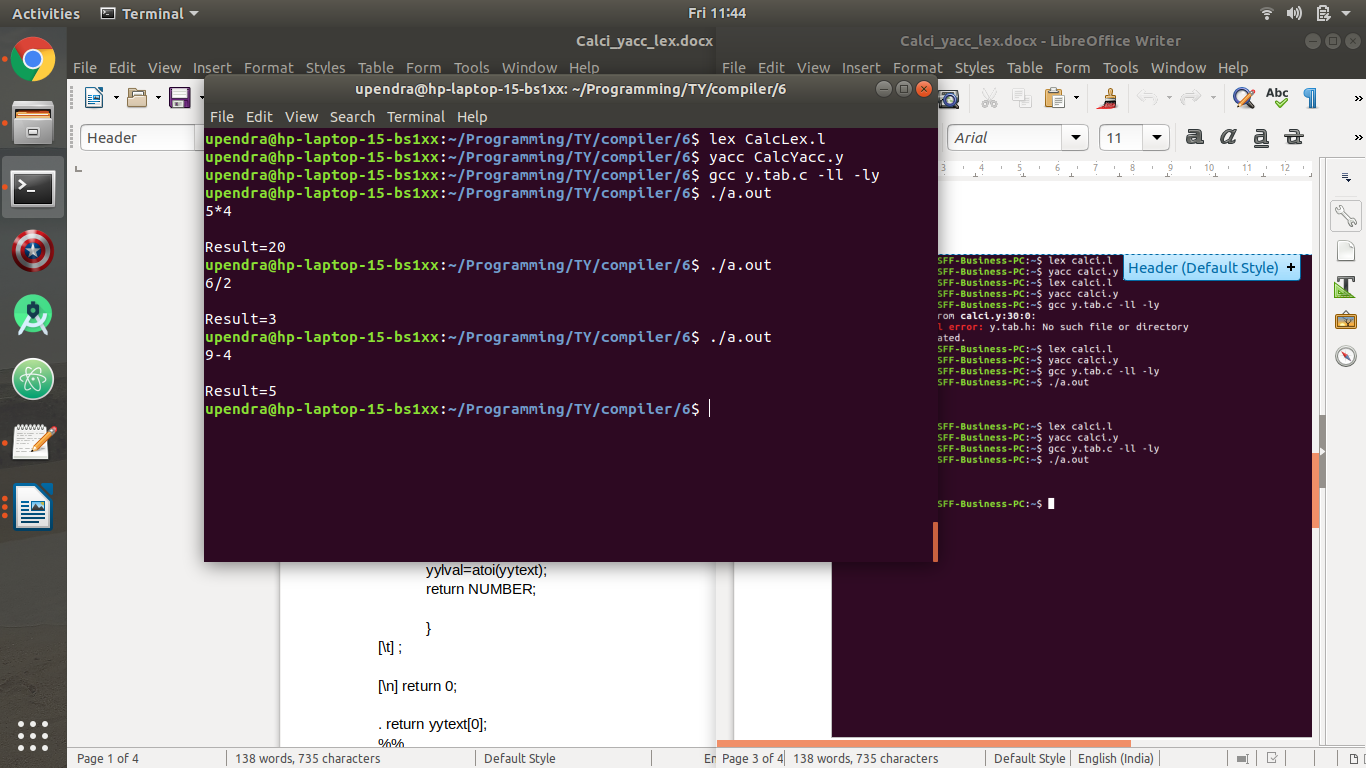 Activities Terminal Fri 11:44
Calci_yacc_lex.docx
Calci_yacc_lex.docx - LibreOffice Writer
File Edit View Insert Format Styles Table Form Tools Window Help
File Edit View Insert Format Styles Table Form Tools Window Help
Header
Arial 11
3 4 5 6 7 8 9 10 11 12
upendra@hp-laptop-15-bs1xx: ~/Programming/TY/compiler/6
File Edit View Search Terminal Help
upendra@hp-laptop-15-bs1xx:~/Programming/TY/compiler/6$ lex CalcLex.l
upendra@hp-laptop-15-bs1xx:~/Programming/TY/compiler/6$ yacc CalcYacc.y
upendra@hp-laptop-15-bs1xx:~/Programming/TY/compiler/6$ gcc y.tab.c -ll -ly
upendra@hp-laptop-15-bs1xx:~/Programming/TY/compiler/6$ ./a.out
5*4
Result=20
upendra@hp-laptop-15-bs1xx:~/Programming/TY/compiler/6$ ./a.out
6/2
Result=3
upendra@hp-laptop-15-bs1xx:~/Programming/TY/compiler/6$ ./a.out
9-4
Result=5
upendra@hp-laptop-15-bs1xx:~/Programming/TY/compiler/6$
yylval=atoi(yytext);
return NUMBER;
}
[\t] ;
[\n] return 0;
. return yytext[0];
%%
Header (Default Style) +
SFF-Business-PC:~$ lex calci.l
SFF-Business-PC:~$ yacc calci.y
SFF-Business-PC:~$ lex calci.l
SFF-Business-PC:~$ yacc calci.y
SFF-Business-PC:~$ gcc y.tab.c -ll -ly
rom calci.y:30:0:
l error: y.tab.h: No such file or directory
ated.
SFF-Business-PC:~$ lex calci.l
SFF-Business-PC:~$ yacc calci.y
SFF-Business-PC:~$ gcc y.tab.c -ll -ly
SFF-Business-PC:~$ ./a.out
SFF-Business-PC:~$ lex calci.l
SFF-Business-PC:~$ yacc calci.y
SFF-Business-PC:~$ gcc y.tab.c -ll -ly
SFF-Business-PC:~$ ./a.out
SFF-Business-PC:~$
Page 1 of 4 138 words, 735 characters Default Style En
Page 3 of 4 138 words, 735 characters Default Style English (India)